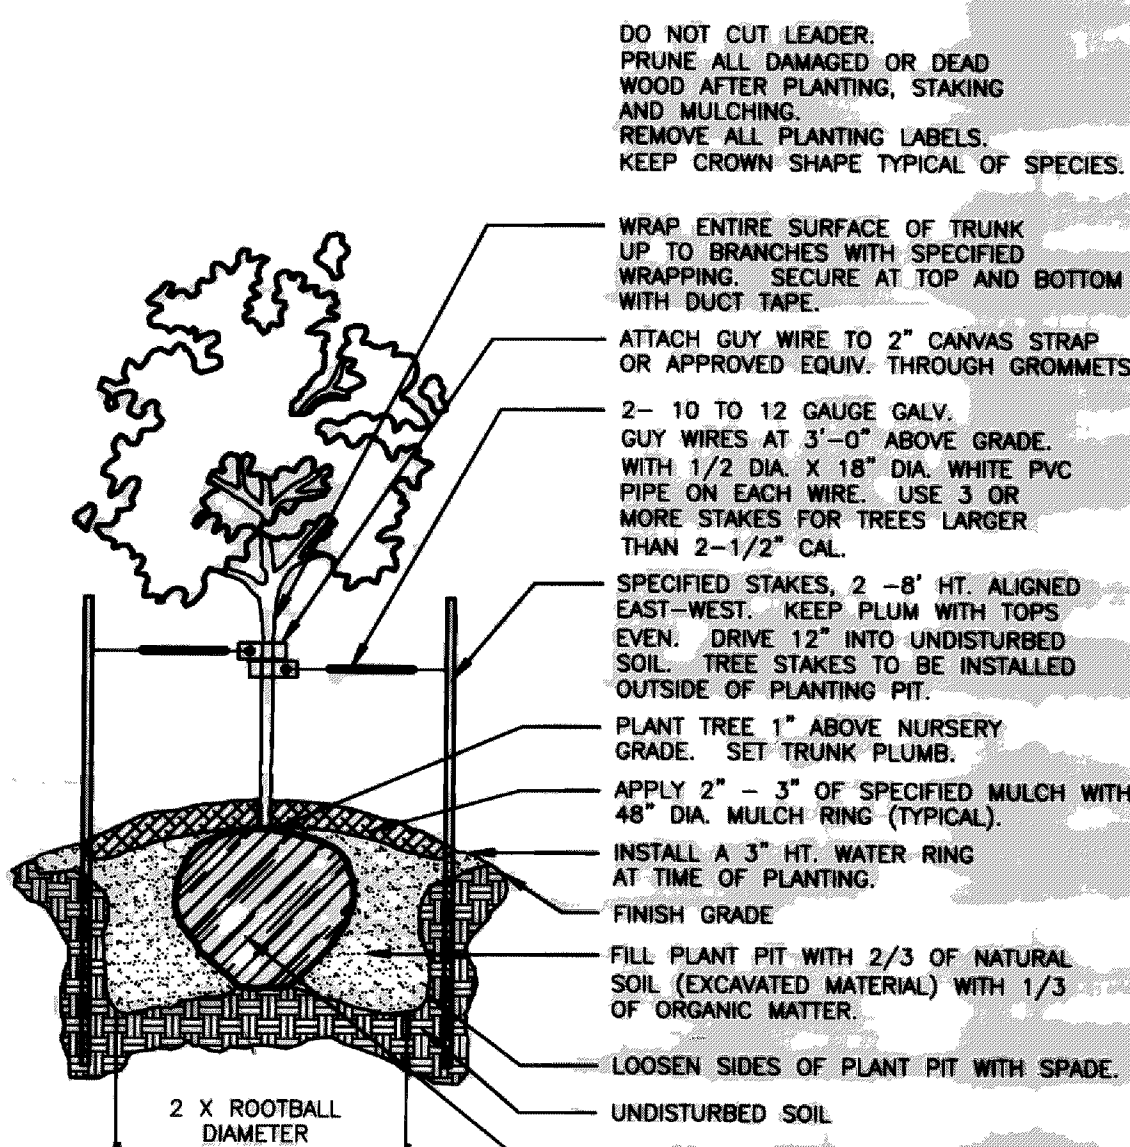 DO NOT CUT LEADER.
PRUNE ALL DAMAGED OR DEAD
WOOD AFTER PLANTING, STAKING
AND MULCHING.
REMOVE ALL PLANTING LABELS.
KEEP CROWN SHAPE TYPICAL OF SPECIES.
WRAP ENTIRE SURFACE OF TRUNK
UP TO BRANCHES WITH SPECIFIED
WRAPPING. SECURE AT TOP AND BOTTOM
WITH DUCT TAPE.
ATTACH GUY WIRE TO 2" CANVAS STRAP
OR APPROVED EQUIV. THROUGH GROMMETS
2- 10 TO 12 GAUGE GALV.
GUY WIRES AT 3'-0" ABOVE GRADE.
WITH 1/2 DIA. X 18" DIA. WHITE PVC
PIPE ON EACH WIRE. USE 3 OR
MORE STAKES FOR TREES LARGER
THAN 2-1/2" CAL.
SPECIFIED STAKES, 2 -8' HT. ALIGNED
EAST-WEST. KEEP PLUM WITH TOPS
EVEN. DRIVE 12" INTO UNDISTURBED
SOIL. TREE STAKES TO BE INSTALLED
OUTSIDE OF PLANTING PIT.
PLANT TREE 1" ABOVE NURSERY
GRADE. SET TRUNK PLUMB.
APPLY 2" - 3" OF SPECIFIED MULCH WITH
48" DIA. MULCH RING (TYPICAL).
INSTALL A 3" HT. WATER RING
AT TIME OF PLANTING.
FINISH GRADE
FILL PLANT PIT WITH 2/3 OF NATURAL
SOIL (EXCAVATED MATERIAL) WITH 1/3
OF ORGANIC MATTER.
LOOSEN SIDES OF PLANT PIT WITH SPADE.
UNDISTURBED SOIL
2 X ROOTBALL
DIAMETER